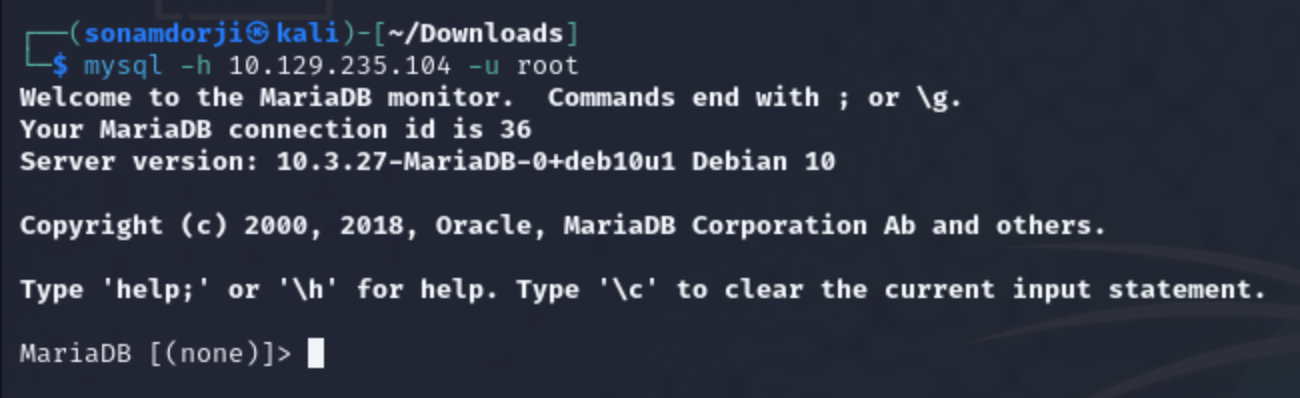 ┌──(sonamdorji㉿kali)-[~/Downloads]
└─$ mysql -h 10.129.235.104 -u root
Welcome to the MariaDB monitor.  Commands end with ; or \g.
Your MariaDB connection id is 36
Server version: 10.3.27-MariaDB-0+deb10u1 Debian 10
Copyright (c) 2000, 2018, Oracle, MariaDB Corporation Ab and others.
Type 'help;' or '\h' for help. Type '\c' to clear the current input statement.
MariaDB [(none)]>